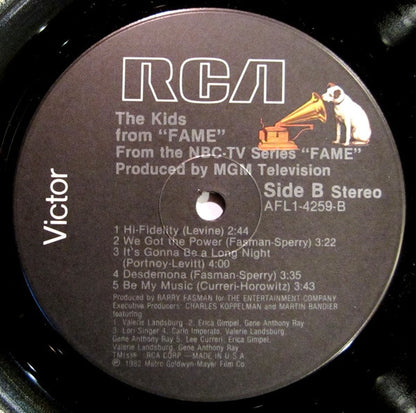 RCA
The Kids
from "FAME"
From the NBC-TV Series "FAME"
Produced by MGM Television
Side B Stereo
AFL1-4259-B
Victor
1 Hi-Fidelity (Levine) 2:44
2 We Got the Power (Fasman-Sperry) 3:22
3 It's Gonna Be a Long Night
(Portnoy-Levitt) 4:00
4 Desdemona (Fasman-Sperry) 3:35
5 Be My Music (Curreri-Horowitz) 3:43
Produced by BARRY FASMAN for THE ENTERTAINMENT COMPANY
Executive Producers: CHARLES KOPPELMAN and MARTIN BANDIER
featuring
1. Valerie Landsburg 2. Erica Gimpel, Gene Anthony Ray
3. Lori Singer 4. Carlo Imperato, Valerie Landsburg,
Gene Anthony Ray 5. Lee Curreri, Erica Gimpel,
Gene Anthony Ray
TM(s)® RCA CORP.—MADE IN U.S.A.
℗ 1982 Metro Goldwyn-Mayer Film Co.